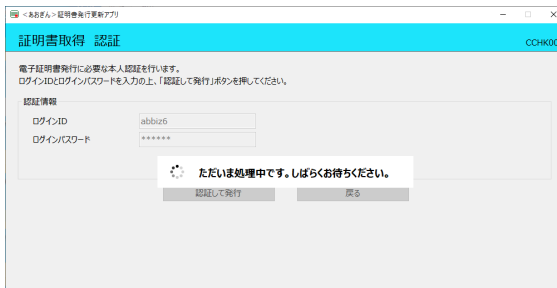 <あおぎん>証明書発行更新アプリ
証明書取得 認証
CCHK00
電子証明書発行に必要な本人認証を行います。
ログインIDとログインパスワードを入力の上、「認証して発行」ボタンを押してください。
認証情報
ログインID
abbiz6
ログインパスワード
******
ただいま処理中です。しばらくお待ちください。
認証して発行
戻る